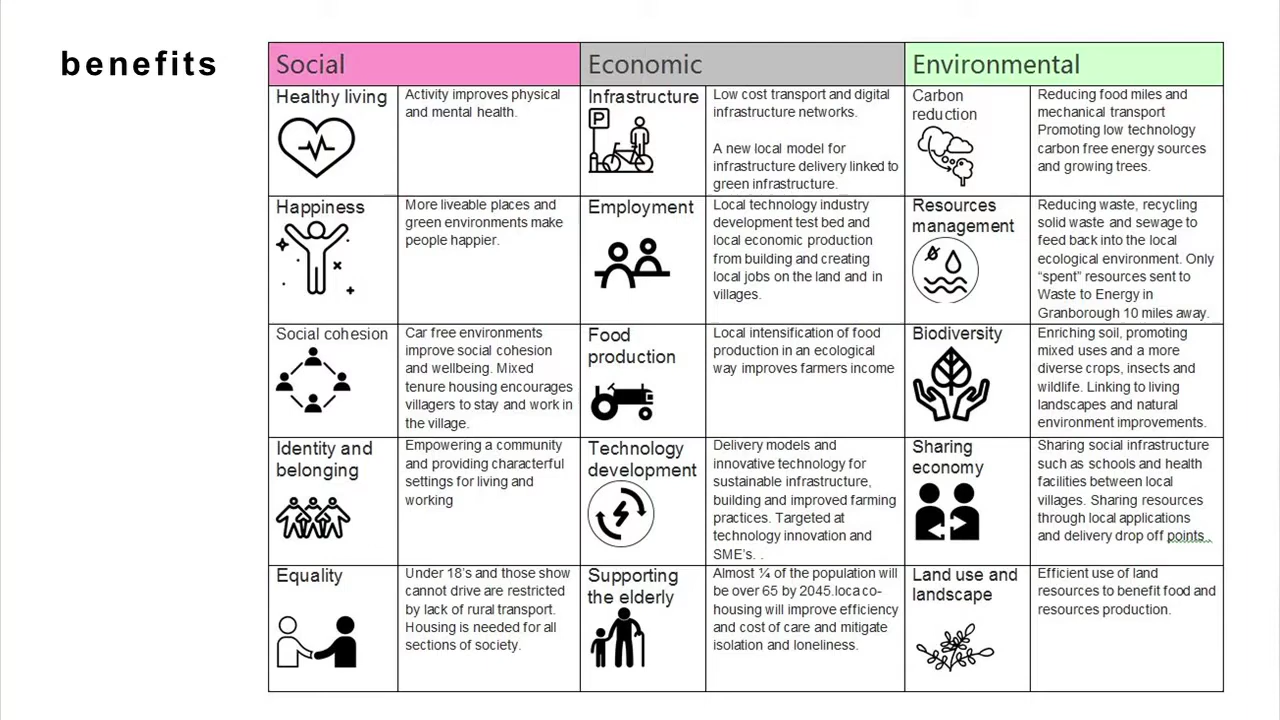 benefits
Social
Economic
Environmental
Healthy living
Activity improves physical
and mental health.
Infrastructure
P
Low cost transport and digital
infrastructure networks.
A new local model for
infrastructure delivery linked to
green infrastructure.
Carbon
reduction
Reducing food miles and
mechanical transport
Promoting low technology
carbon free energy sources
and growing trees.
Happiness
More liveable places and
green environments make
people happier.
Employment
Local technology industry
development test bed and
local economic production
from building and creating
local jobs on the land and in
villages.
Resources
management
Reducing waste, recycling
solid waste and sewage to
feed back into the local
ecological environment. Only
“spent” resources sent to
Waste to Energy in
Granborough 10 miles away.
Social cohesion
Car free environments
improve social cohesion
and wellbeing. Mixed
tenure housing encourages
villagers to stay and work in
the village.
Food
production
Local intensification of food
production in an ecological
way improves farmers income
Biodiversity
Enriching soil, promoting
mixed uses and a more
diverse crops, insects and
wildlife. Linking to living
landscapes and natural
environment improvements.
Identity and
belonging
Empowering a community
and providing characterful
settings for living and
working
Technology
development
Delivery models and
innovative technology for
sustainable infrastructure,
building and improved farming
practices. Targeted at
technology innovation and
SME's. .
Sharing
economy
Sharing social infrastructure
such as schools and health
facilities between local
villages. Sharing resources
through local applications
and delivery drop off points..
Equality
Under 18's and those show
cannot drive are restricted
by lack of rural transport.
Housing is needed for all
sections of society.
Supporting
the elderly
Almost ¼ of the population will
be over 65 by 2045.loca co-
housing will improve efficiency
and cost of care and mitigate
isolation and loneliness.
Land use and
landscape
Efficient use of land
resources to benefit food and
resources production.